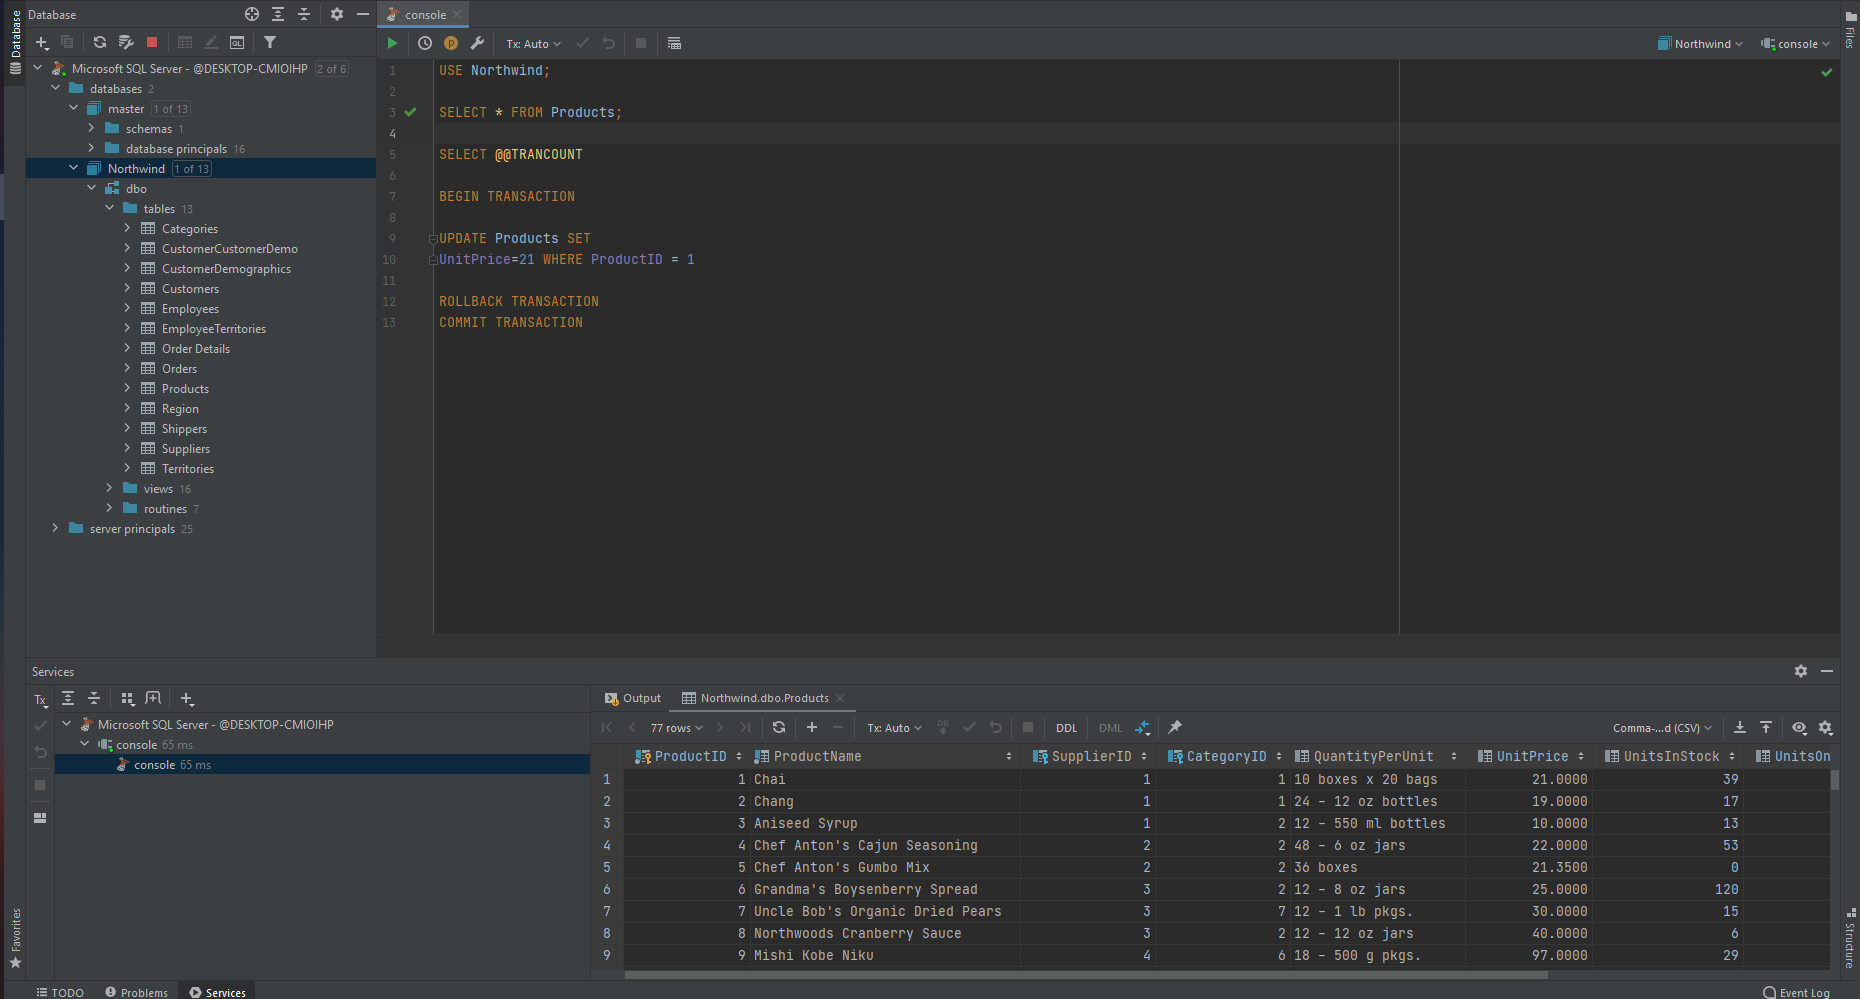 Database
Database
Microsoft SQL Server - @DESKTOP-CMIOIHP 2 of 6
databases 2
master 1 of 13
schemas 1
database principals 16
Northwind 1 of 13
dbo
tables 13
Categories
CustomerCustomerDemo
CustomerDemographics
Customers
Employees
EmployeeTerritories
Order Details
Orders
Products
Region
Shippers
Suppliers
Territories
views 16
routines 7
server principals 25
console
Tx: Auto
Northwind console
Files
1 USE Northwind;
2
3 SELECT * FROM Products;
4
5 SELECT @@TRANCOUNT
6
7 BEGIN TRANSACTION
8
9 UPDATE Products SET
10 UnitPrice=21 WHERE ProductID = 1
11
12 ROLLBACK TRANSACTION
13 COMMIT TRANSACTION
Services
Tx
Microsoft SQL Server - @DESKTOP-CMIOIHP
console 65 ms
console 65 ms
Output Northwind.dbo.Products
77 rows Tx: Auto DB DDL DML Comma-...d (CSV)
ProductID ProductName SupplierID CategoryID QuantityPerUnit UnitPrice UnitsInStock UnitsOn
1 1 Chai 1 1 10 boxes x 20 bags 21.0000 39
2 2 Chang 1 1 24 - 12 oz bottles 19.0000 17
3 3 Aniseed Syrup 1 2 12 - 550 ml bottles 10.0000 13
4 4 Chef Anton's Cajun Seasoning 2 2 48 - 6 oz jars 22.0000 53
5 5 Chef Anton's Gumbo Mix 2 2 36 boxes 21.3500 0
6 6 Grandma's Boysenberry Spread 3 2 12 - 8 oz jars 25.0000 120
7 7 Uncle Bob's Organic Dried Pears 3 7 12 - 1 lb pkgs. 30.0000 15
8 8 Northwoods Cranberry Sauce 3 2 12 - 12 oz jars 40.0000 6
9 9 Mishi Kobe Niku 4 6 18 - 500 g pkgs. 97.0000 29
Favorites
Structure
TODO Problems Services Event Log